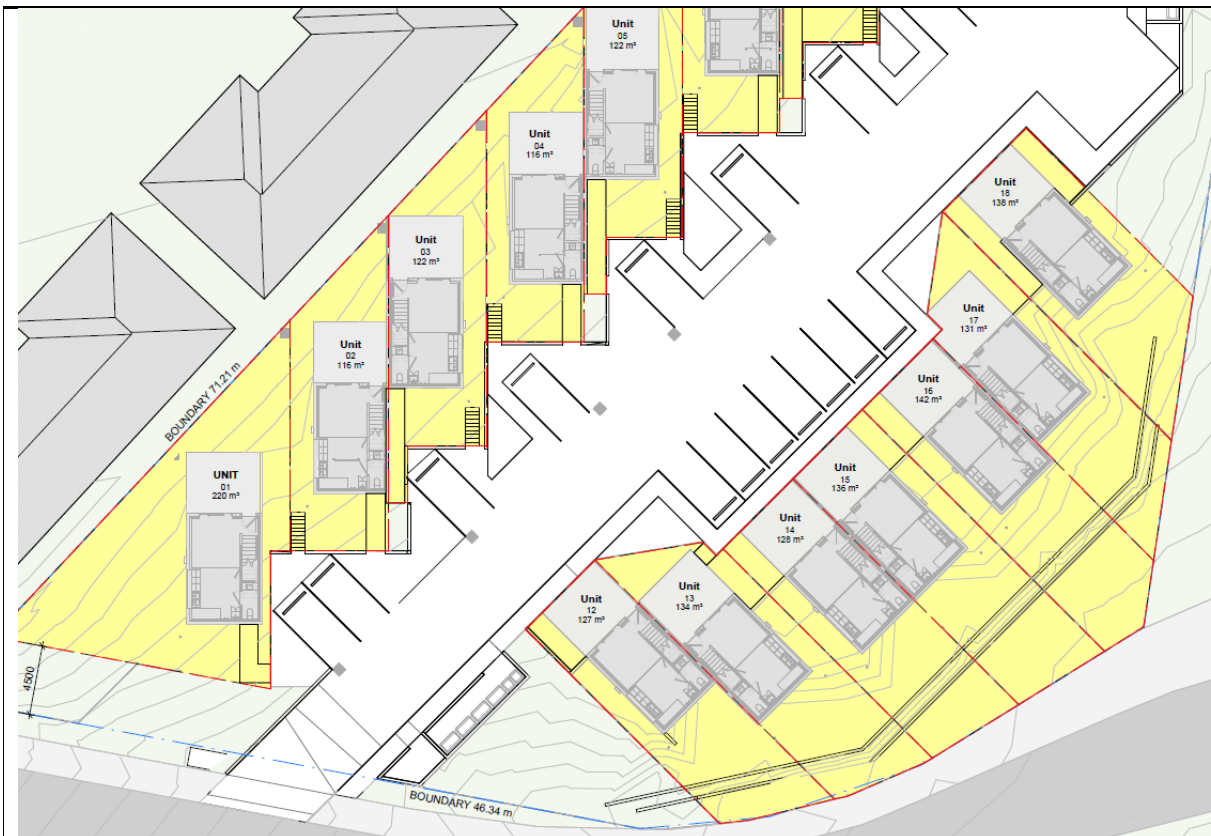 Unit
05
122 m²
Unit
04
116 m²
Unit
03
122 m²
Unit
02
116 m²
UNIT
01
220 m²
BOUNDARY 71.21 m
4500
BOUNDARY 46.34 m
Unit
18
138 m²
Unit
17
131 m²
Unit
16
142 m²
Unit
15
136 m²
Unit
14
128 m²
Unit
13
134 m²
Unit
12
127 m²